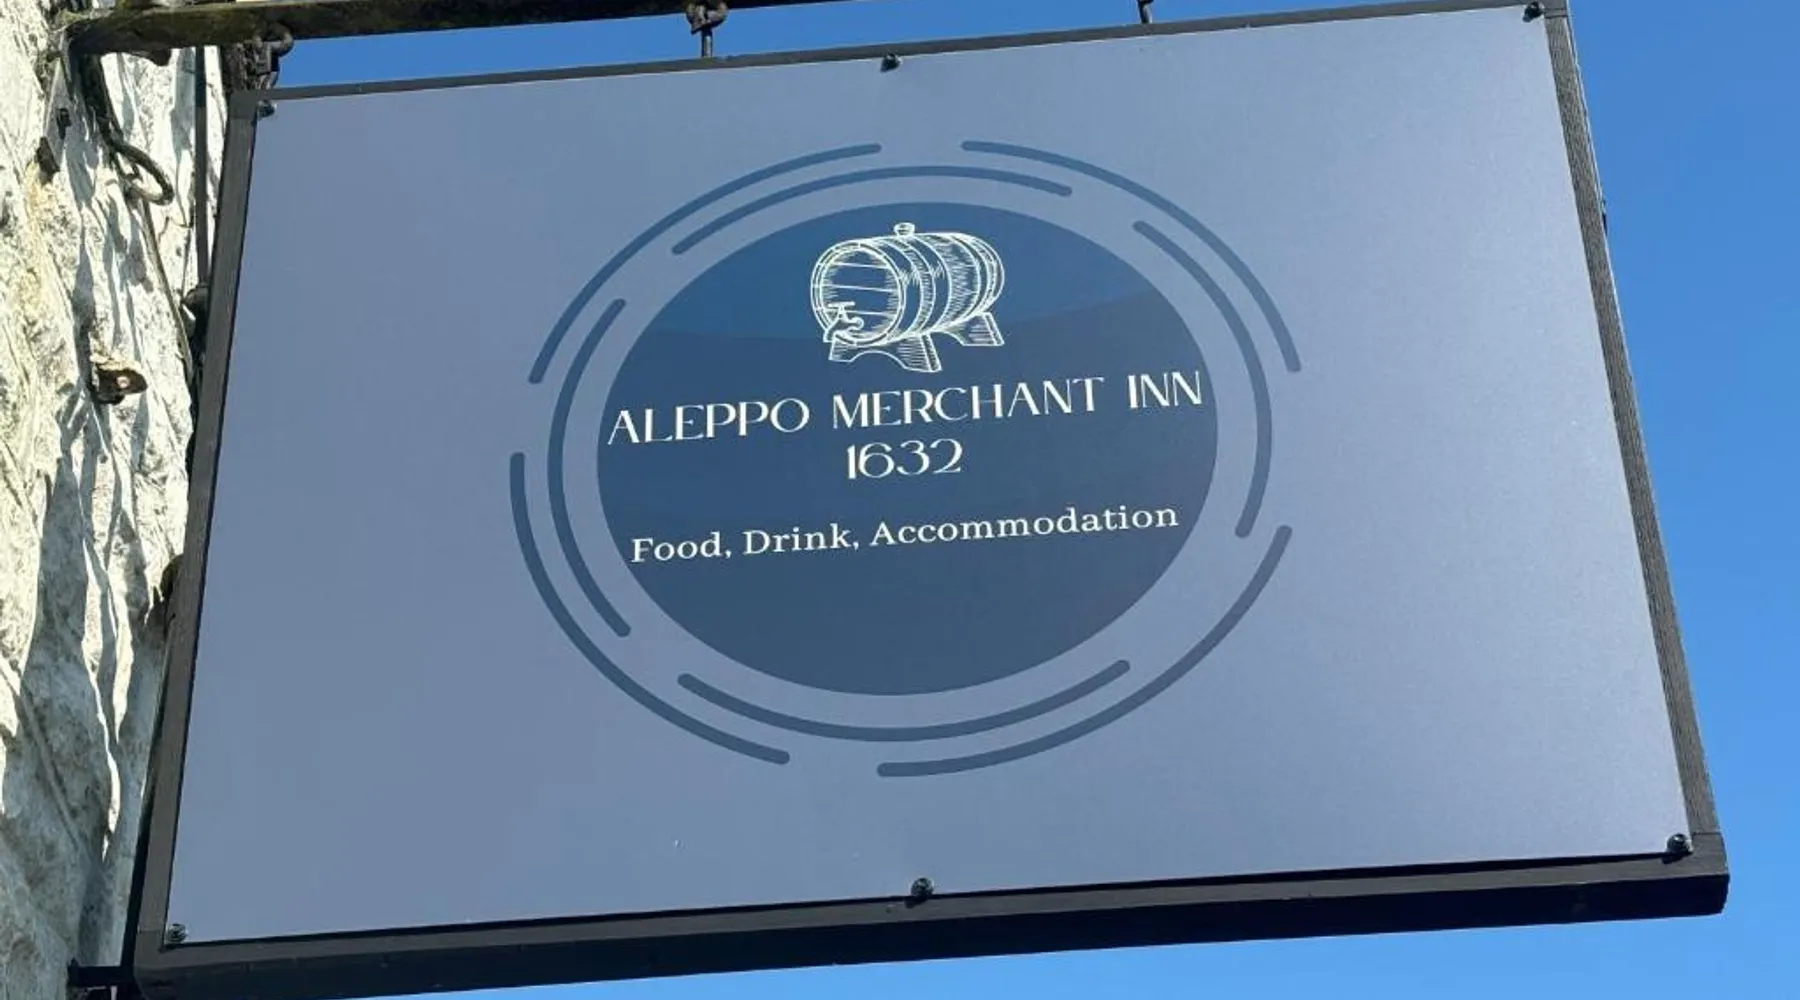 ALEPPO MERCHANT INN
1632
Food, Drink, Accommodation